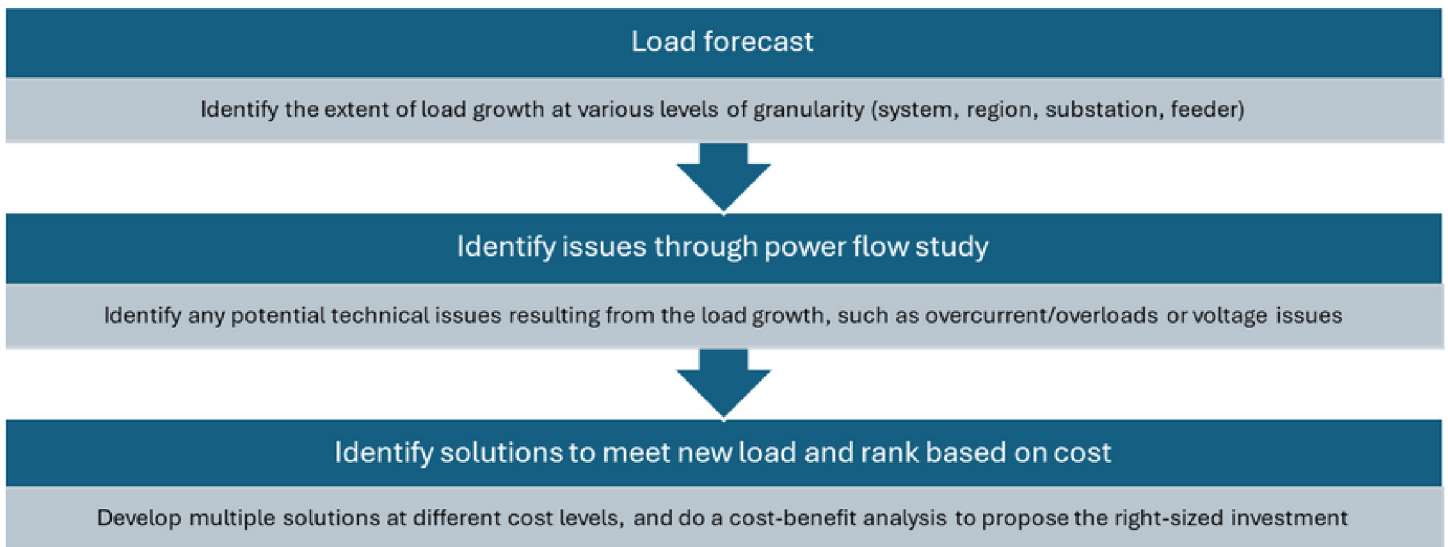 Load forecast
Identify the extent of load growth at various levels of granularity (system, region, substation, feeder)
Identify issues through power flow study
Identify any potential technical issues resulting from the load growth, such as overcurrent/overloads or voltage issues
Identify solutions to meet new load and rank based on cost
Develop multiple solutions at different cost levels, and do a cost-benefit analysis to propose the right-sized investment